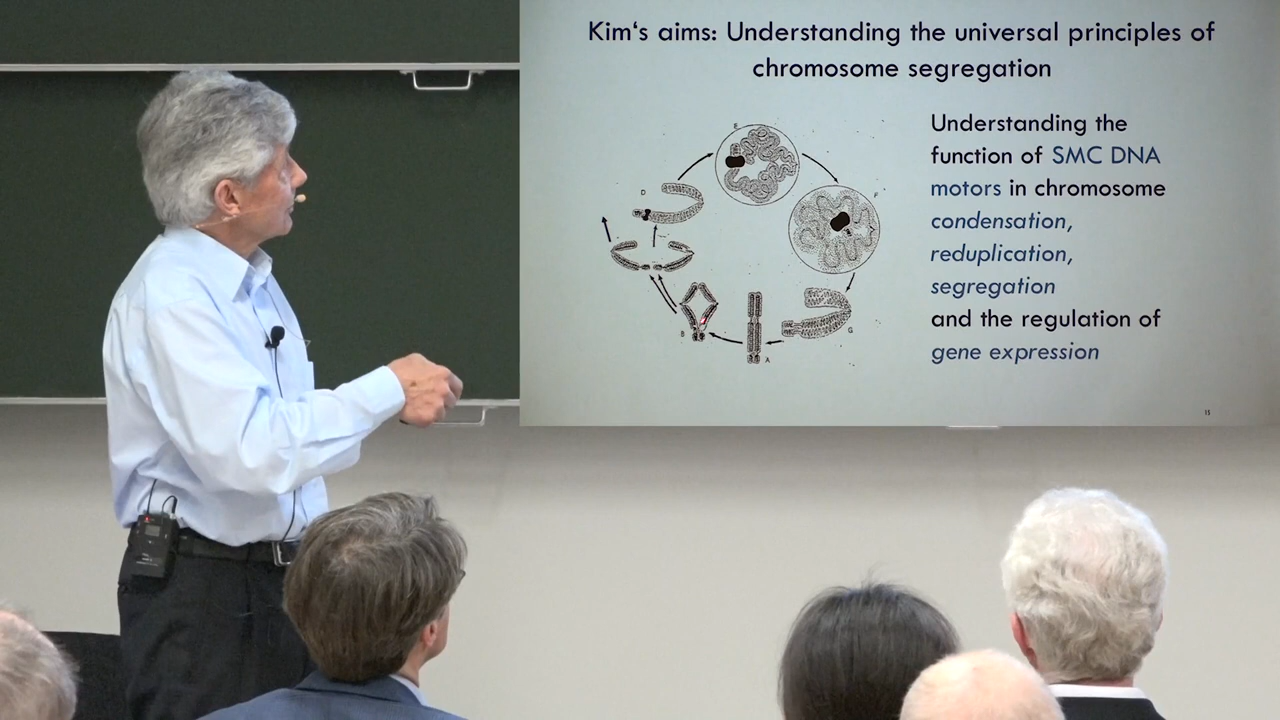 Kim‘s aims: Understanding the universal principles of
chromosome segregation
Understanding the
function of SMC DNA
motors in chromosome
condensation,
reduplication,
segregation
and the regulation of
gene expression
E
D
F
B
A
G
15